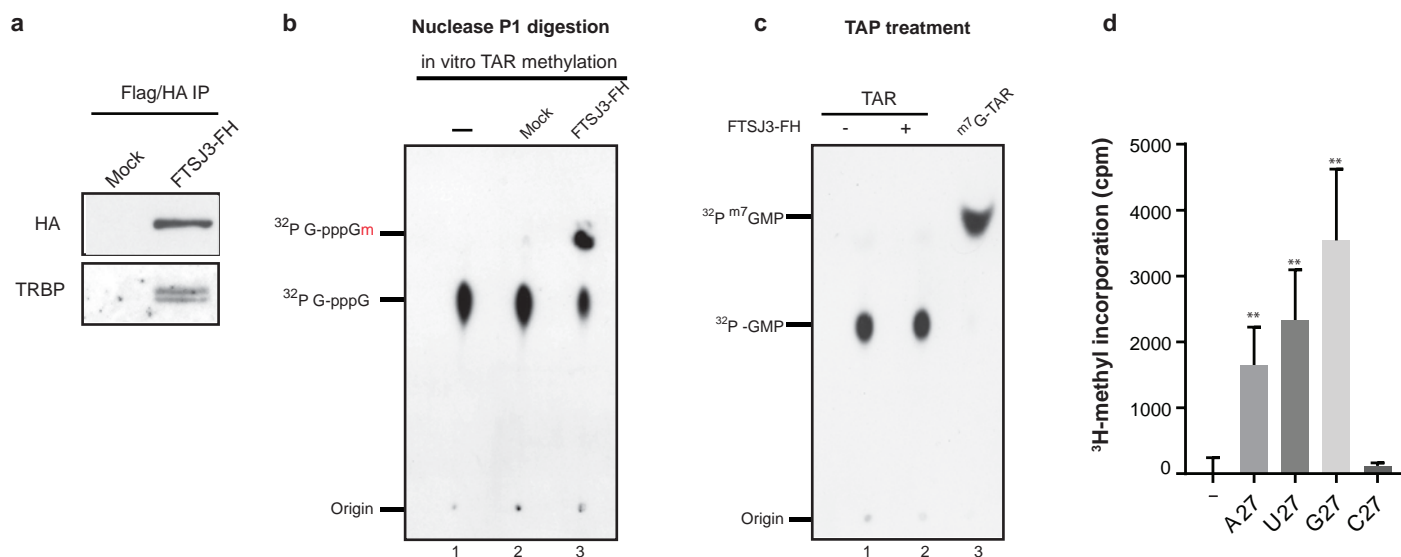 a
Flag/HA IP
Mock
FTSJ3-FH
HA
TRBP
b
Nuclease P1 digestion
in vitro TAR methylation
–
Mock
FTSJ3-FH
³²P G-pppGm
³²P G-pppG
Origin
1 2 3
c
TAP treatment
TAR
m⁷G-TAR
FTSJ3-FH - +
³²P m⁷GMP
³²P -GMP
Origin
1 2 3
d
³H-methyl incorporation (cpm)
5000
4000
3000
2000
1000
0
**
**
**
– A27 U27 G27 C27